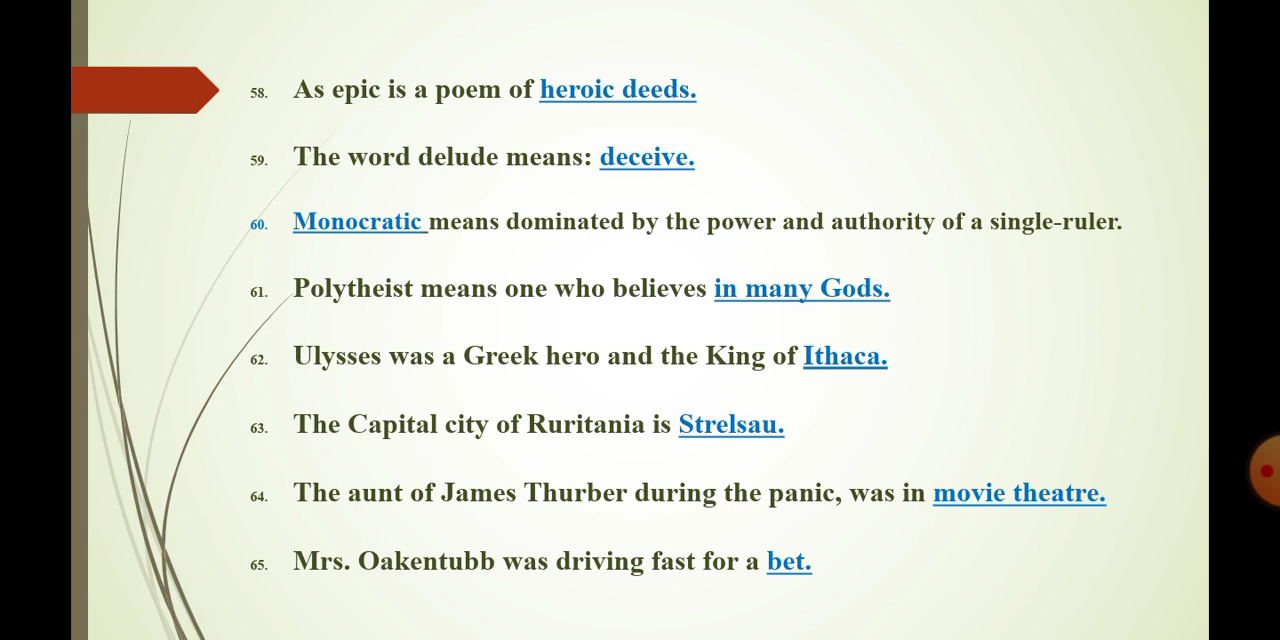 58. As epic is a poem of heroic deeds.
59. The word delude means: deceive.
60. Monocratic means dominated by the power and authority of a single-ruler.
61. Polytheist means one who believes in many Gods.
62. Ulysses was a Greek hero and the King of Ithaca.
63. The Capital city of Ruritania is Strelsau.
64. The aunt of James Thurber during the panic, was in movie theatre.
65. Mrs. Oakentubb was driving fast for a bet.